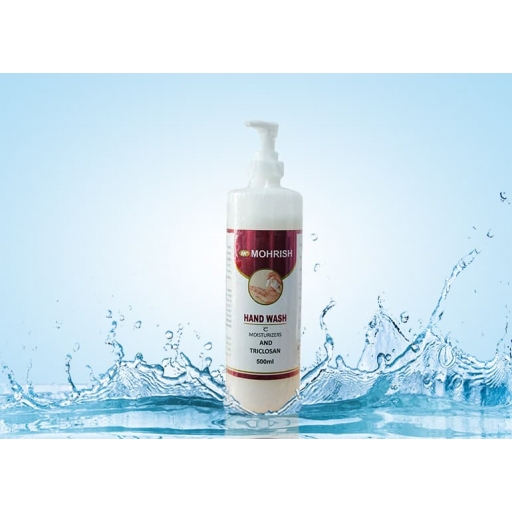 MOHRISH
HAND WASH
C
MOISTURIZERS
AND
TRICLOSAN
500ml